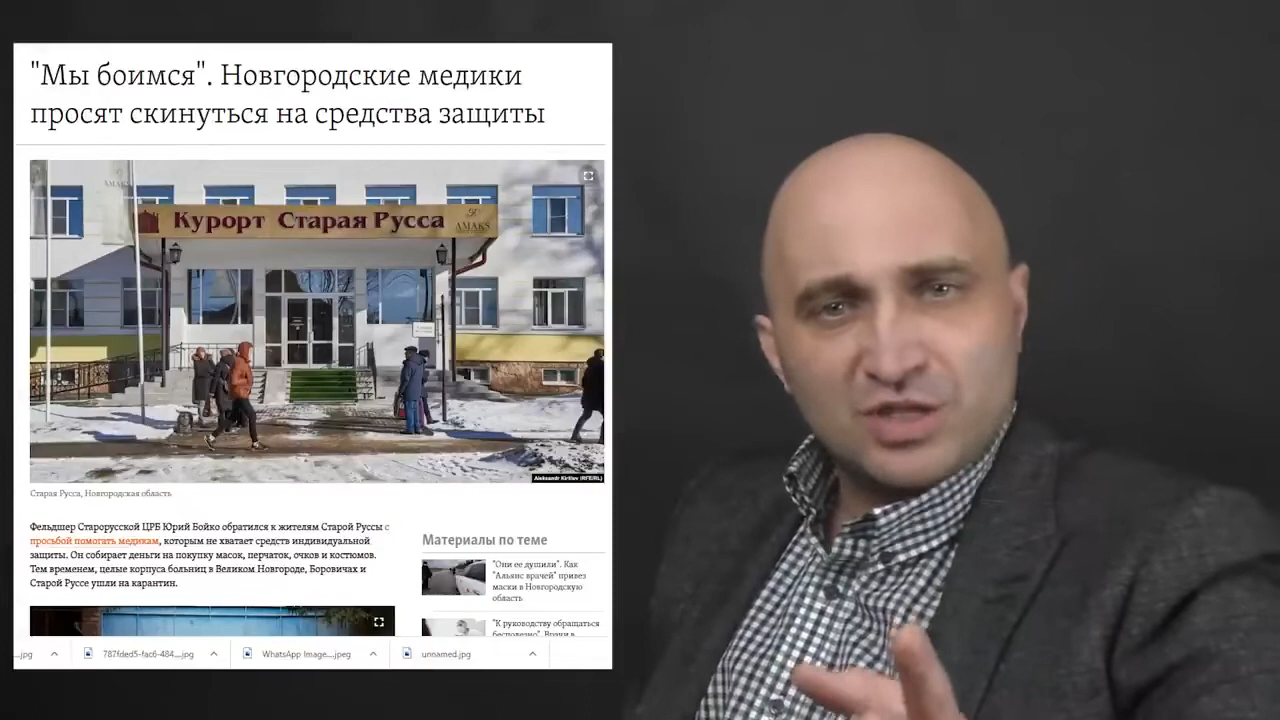 "Мы боимся". Новгородские медики
просят скинуться на средства защиты
AMAKS
Курорт Старая Русса
AMAKS
Aleksandr Kirillov (RFE/RL)
Старая Русса, Новгородская область
Фельдшер Старорусской ЦРБ Юрий Бойко обратился к жителям Старой Руссы с
просьбой помогать медикам, которым не хватает средств индивидуальной
защиты. Он собирает деньги на покупку масок, перчаток, очков и костюмов.
Тем временем, целые корпуса больниц в Великом Новгороде, Боровичах и
Старой Руссе ушли на карантин.
Материалы по теме
"Они ее душили". Как
"Альянс врачей" привез
маски в Новгородскую
область
"К руководству обращаться
бесполезно". Врачи в
...jpg
787fded5-fac6-484....jpg
WhatsApp Image....jpeg
unnamed.jpg